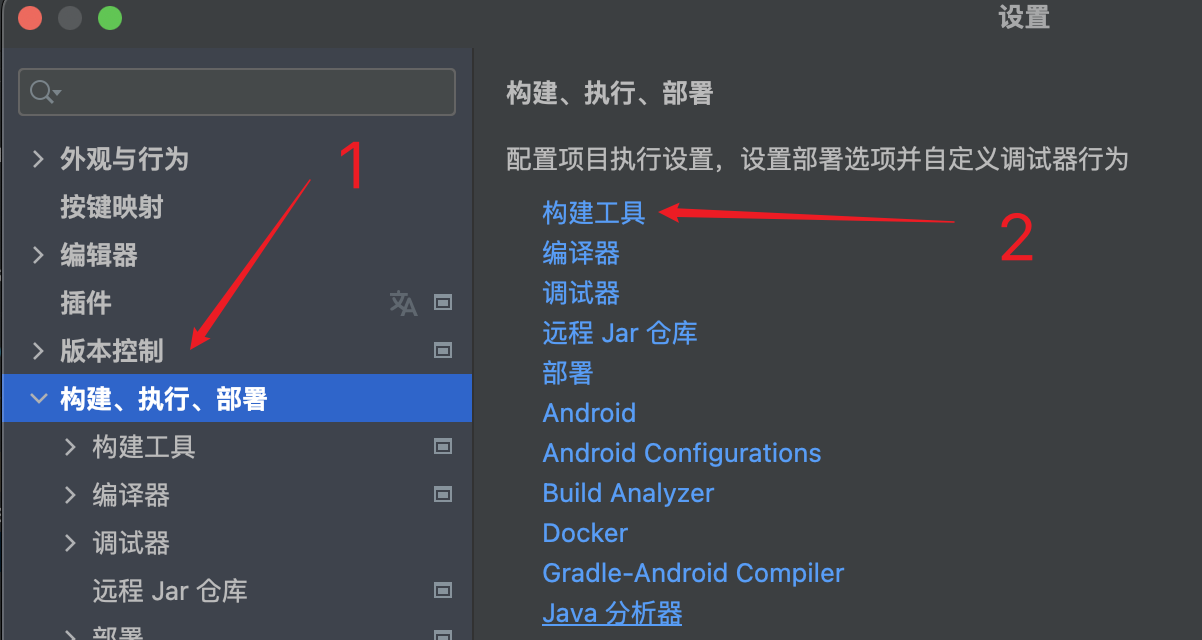 设置
外观与行为
按键映射
编辑器
插件
版本控制
构建、执行、部署
构建工具
编译器
调试器
远程 Jar 仓库
部署
1
构建、执行、部署
配置项目执行设置，设置部署选项并自定义调试器行为
构建工具
编译器
调试器
远程 Jar 仓库
部署
Android
Android Configurations
Build Analyzer
Docker
Gradle-Android Compiler
Java 分析器
2